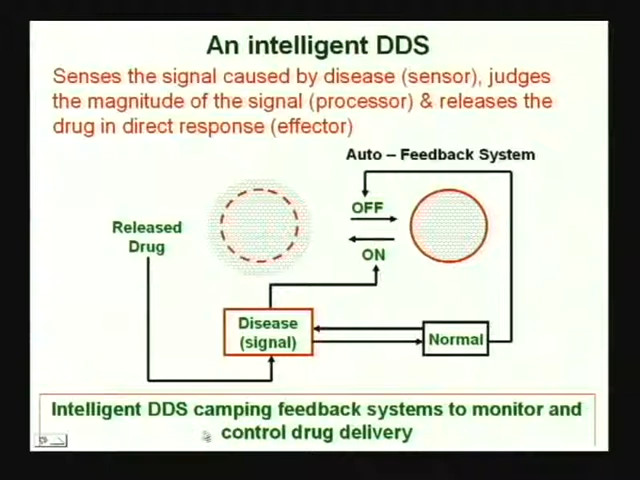 An intelligent DDS
Senses the signal caused by disease (sensor), judges
the magnitude of the signal (processor) & releases the
drug in direct response (effector)
Auto – Feedback System
OFF
Released
Drug
ON
Disease
(signal)
Normal
Intelligent DDS camping feedback systems to monitor and
control drug delivery